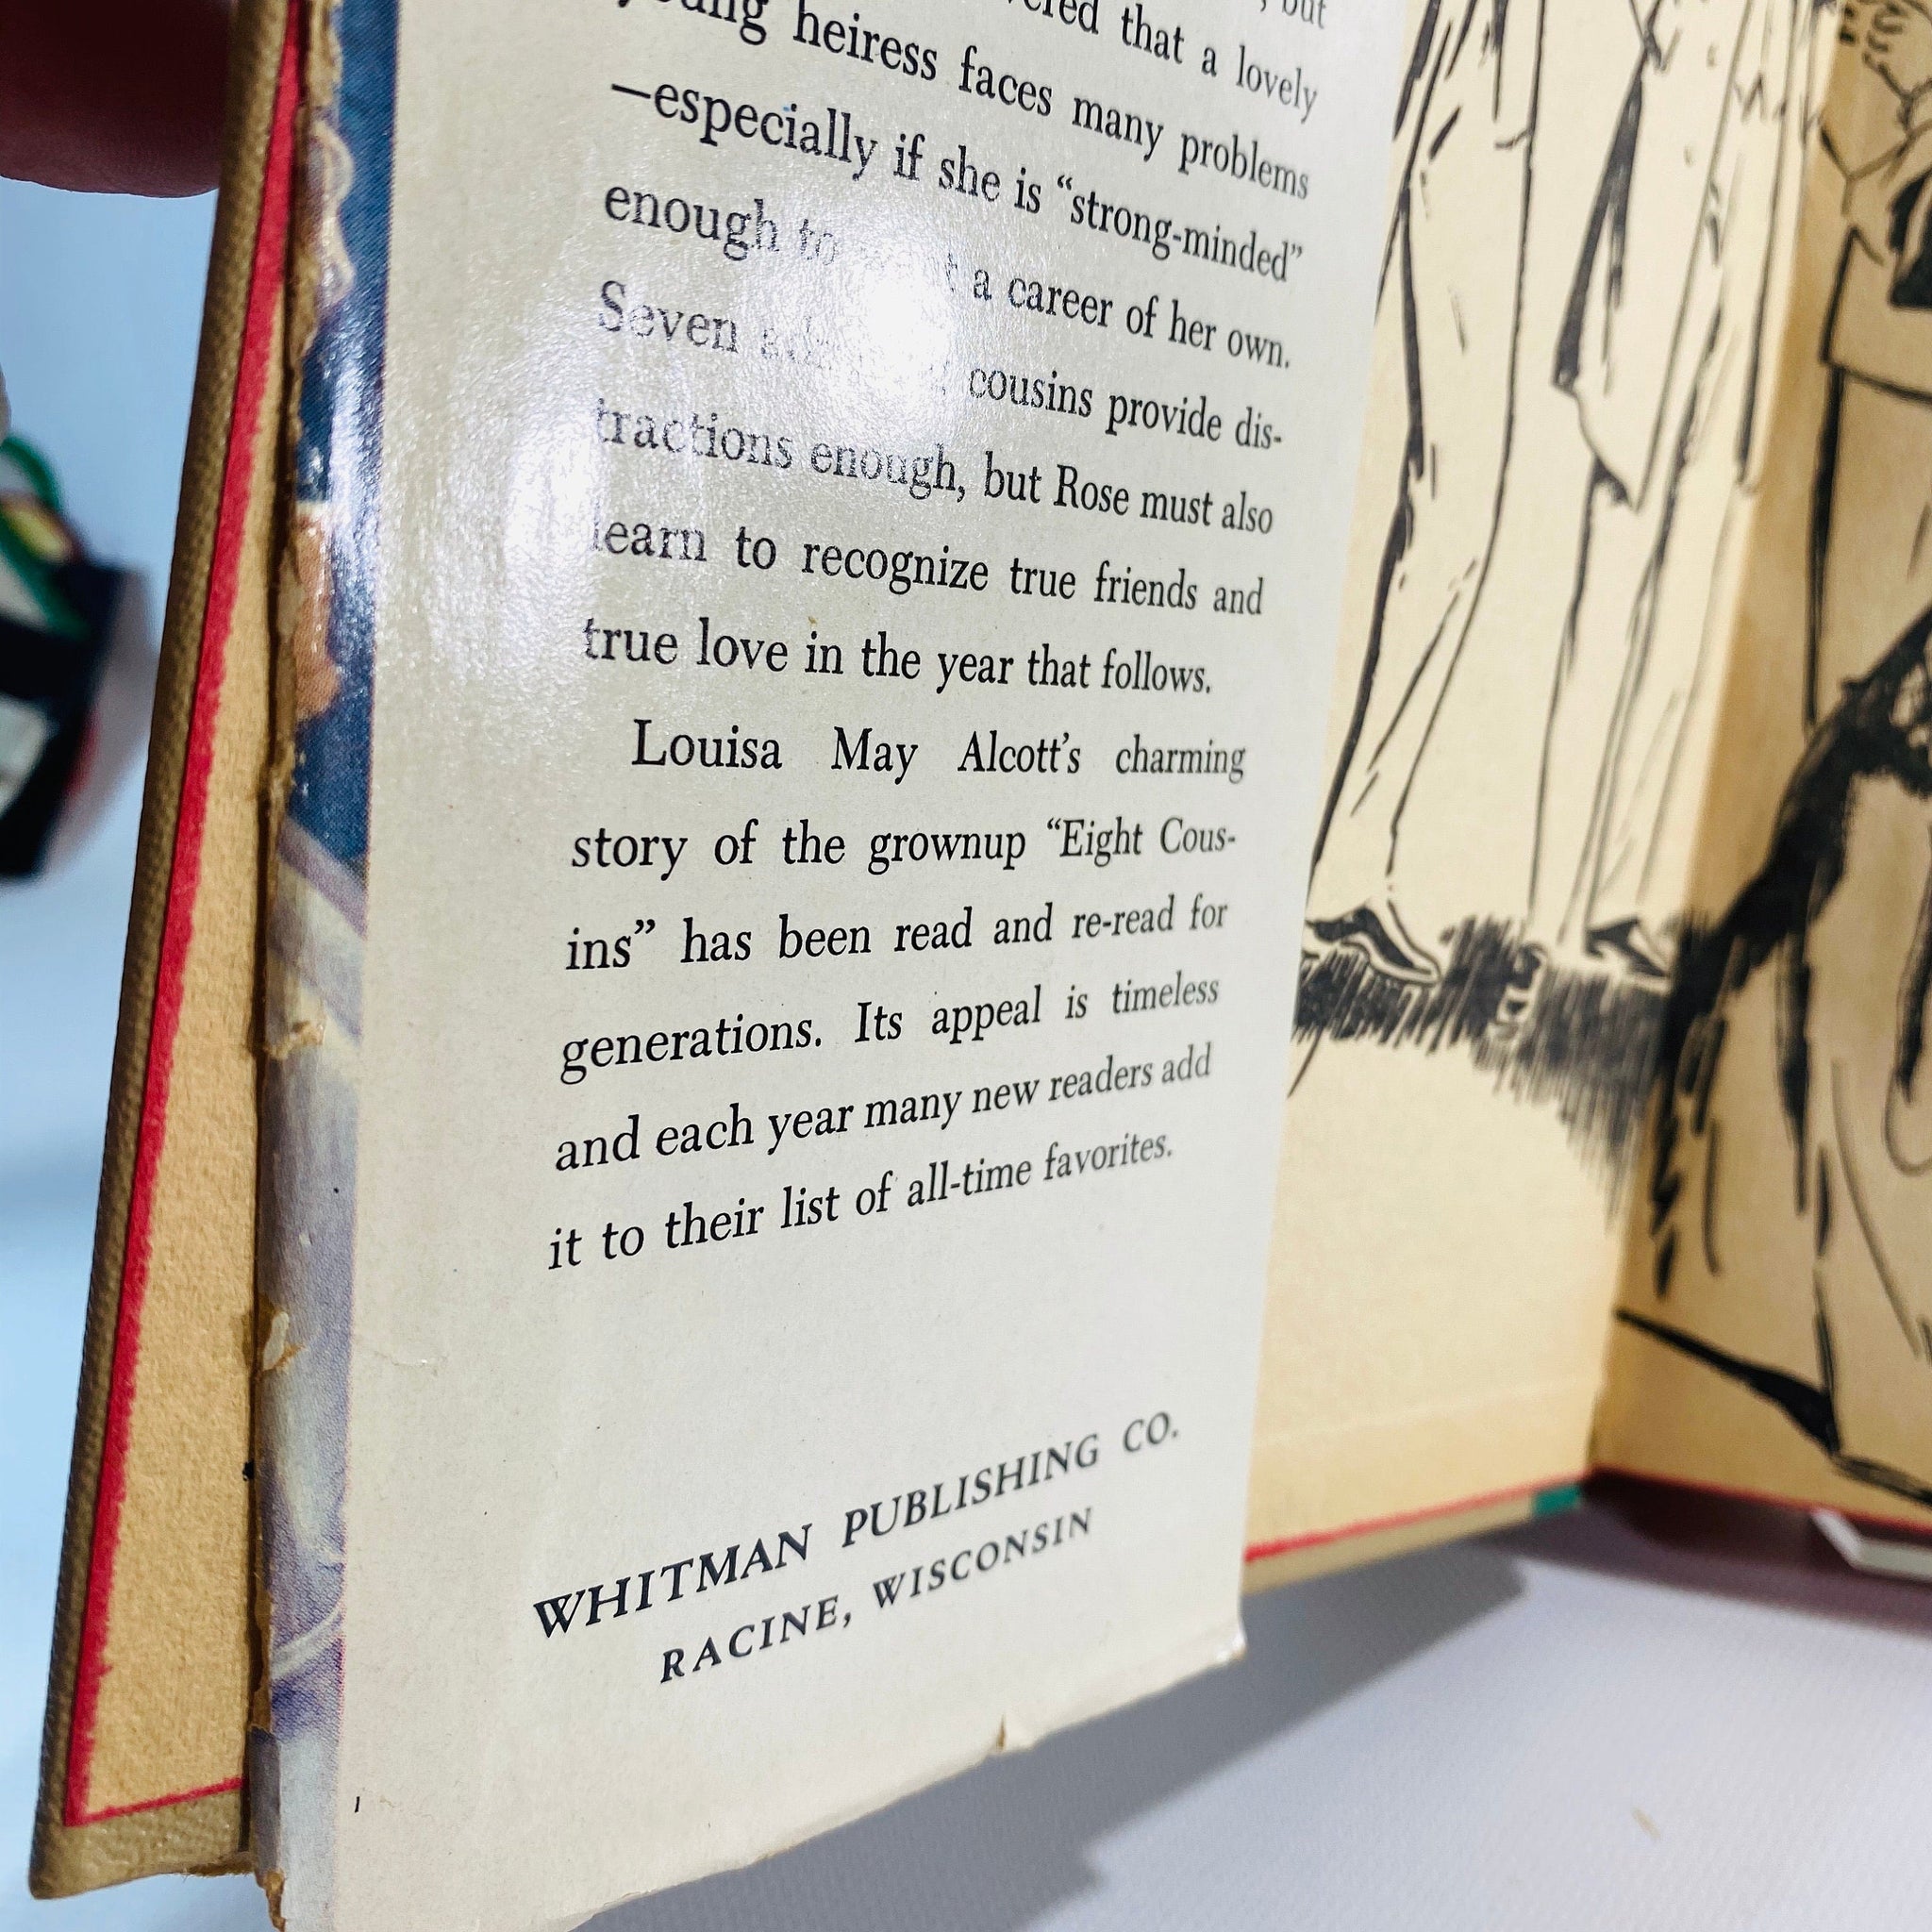 but
that a lovely
heiress faces many problems
—especially if she is “strong-minded”
enough to a career of her own.
Seven cousins provide dis-
tractions enough, but Rose must also
learn to recognize true friends and
true love in the year that follows.
Louisa May Alcott’s charming
story of the grownup “Eight Cous-
ins” has been read and re-read for
generations. Its appeal is timeless
and each year many new readers add
it to their list of all-time favorites.
WHITMAN PUBLISHING CO.
RACINE, WISCONSIN